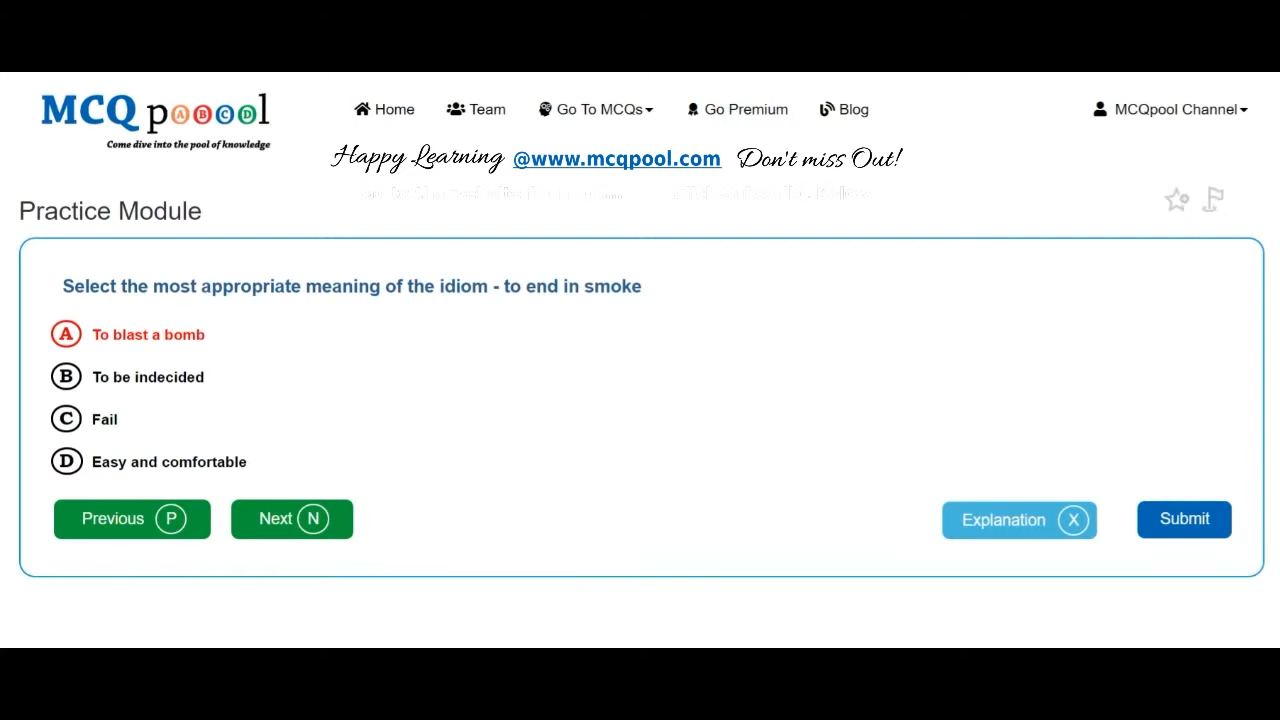 MCQ pooool
Come dive into the pool of knowledge
Home Team Go To MCQs Go Premium Blog MCQpool Channel
Happy Learning @www.mcqpool.com Don't miss Out!
Practice Module
Select the most appropriate meaning of the idiom - to end in smoke
A To blast a bomb
B To be indecided
C Fail
D Easy and comfortable
Previous P Next N Explanation X Submit